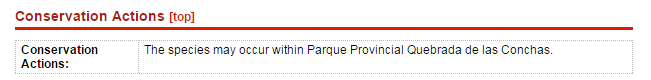 Conservation Actions [top]
Conservation The species may occur within Parque Provincial Quebrada de las Conchas.
Actions: